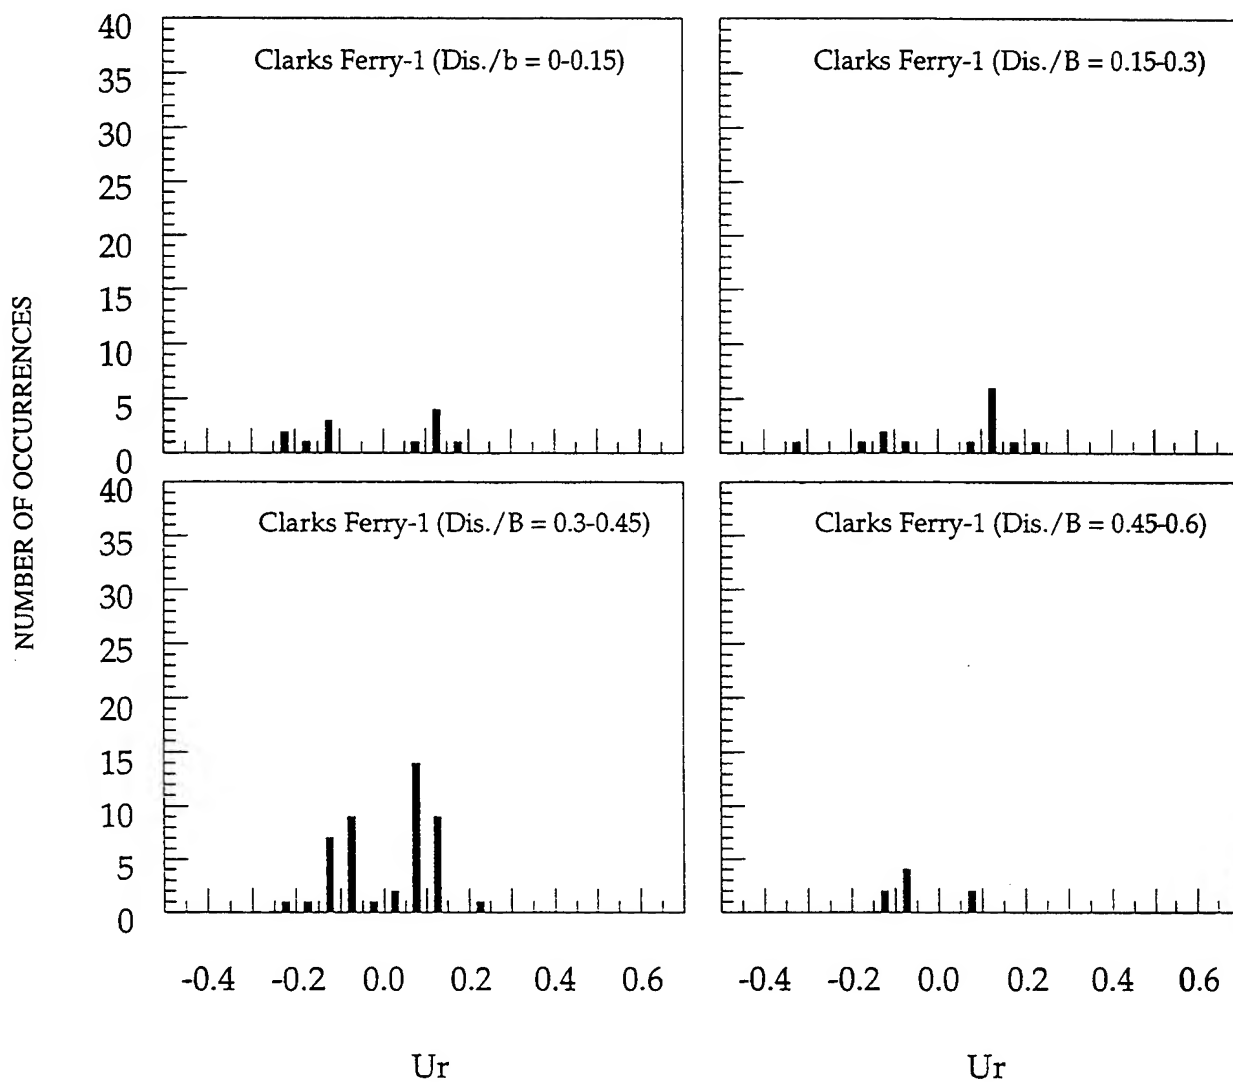 NUMBER OF OCCURRENCES
40
35
30
25
20
15
10
5
0
Clarks Ferry-1 (Dis./b = 0-0.15)
Clarks Ferry-1 (Dis./B = 0.15-0.3)
40
35
30
25
20
15
10
5
0
Clarks Ferry-1 (Dis./B = 0.3-0.45)
Clarks Ferry-1 (Dis./B = 0.45-0.6)
-0.4 -0.2 0.0 0.2 0.4 0.6
-0.4 -0.2 0.0 0.2 0.4 0.6
Ur
Ur